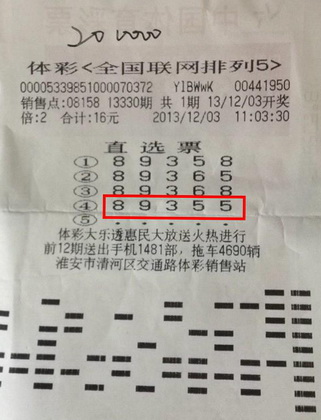 201000
体彩<全国联网排列5>
00005339851000070372 YlBWwK 00441950
销售点:08158 13330期 共 1期 13/12/03开奖
倍:2 合计:16元 2013/12/03 11:03:30
直选票
① 8 9 3 5 8
② 8 9 3 6 5
③ 8 9 3 6 8
④ 8 9 3 5 5
⑤ · · · · ·
体彩大乐透惠民大放送火热进行
前12期送出手机1481部,拖车4690辆
淮安市清河区交通路体彩销售站